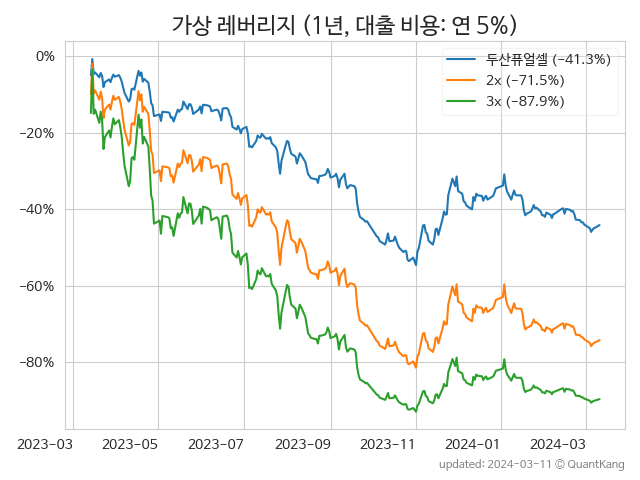 가상 레버리지 (1년, 대출 비용: 연 5%)
두산퓨얼셀 (−41.3%)
2x (−71.5%)
3x (−87.9%)
0%
−20%
−40%
−60%
−80%
2023−03 2023−05 2023−07 2023−09 2023−11 2024−01 2024−03
updated: 2024−03−11 © QuantKang